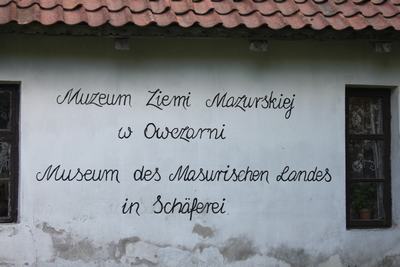 Muzeum Ziemi Mazurskiej
w Owczarni
Museum des Masurischen Landes
in Schäferei